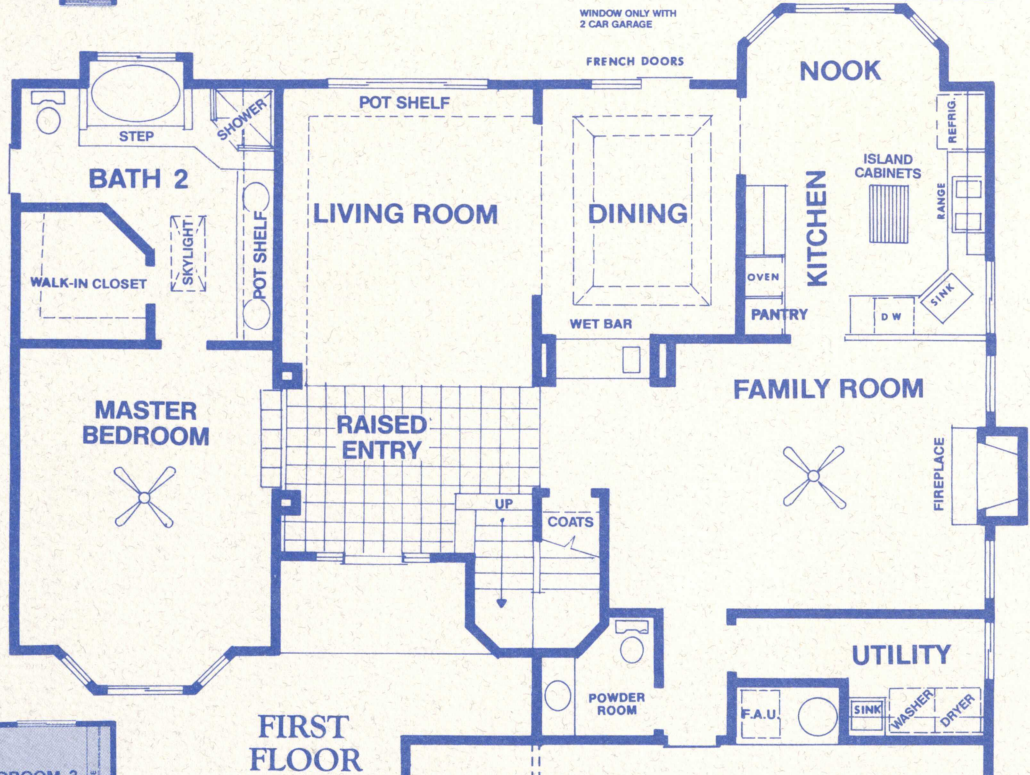 WINDOW ONLY WITH
2 CAR GARAGE
FRENCH DOORS
NOOK
POT SHELF
REFRIG.
SHOWER
STEP
BATH 2
ISLAND
CABINETS
RANGE
LIVING ROOM
DINING
KITCHEN
SKYLIGHT
POT SHELF
WALK-IN CLOSET
OVEN
SINK
PANTRY
D W
WET BAR
FAMILY ROOM
MASTER
BEDROOM
RAISED
ENTRY
FIREPLACE
UP
COATS
UTILITY
POWDER
ROOM
F.A.U.
SINK
WASHER
DRYER
FIRST
FLOOR